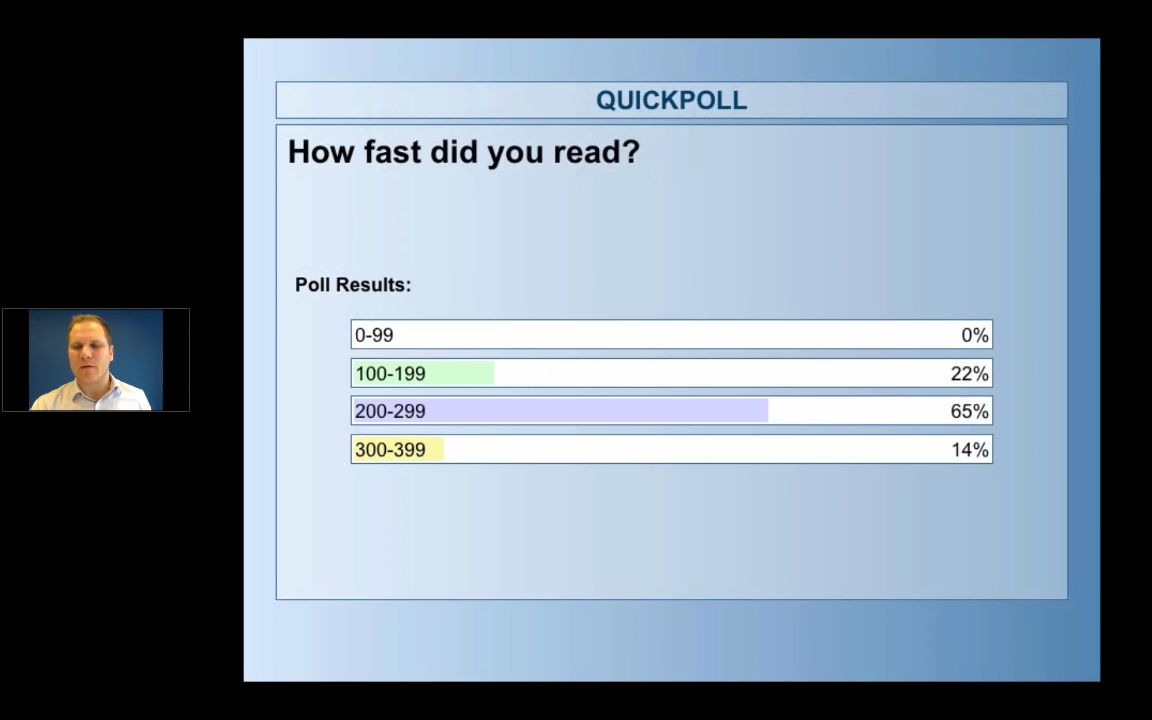 QUICKPOLL
How fast did you read?
Poll Results:
0-99 0%
100-199 22%
200-299 65%
300-399 14%